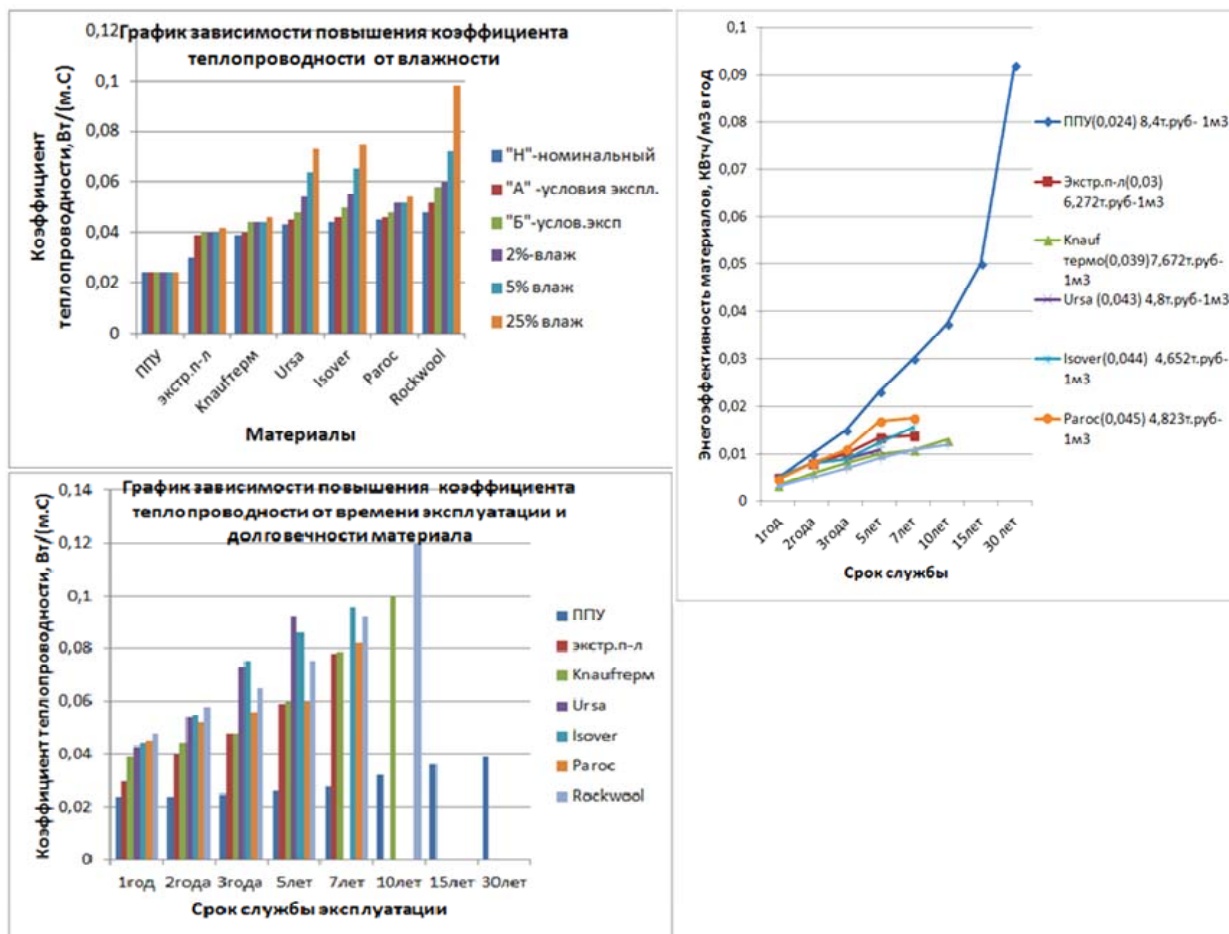 График зависимости повышения коэффициента
теплопроводности от влажности
Коэффициент
теплопроводности,Вт/(м.С)
0,12
0,1
0,08
0,06
0,04
0,02
0
ППУ
экстр.п-л
Knaufтерм
Ursa
Isover
Paroc
Rockwool
Материалы
"Н"-номинальный
"А" -условия экспл.
"Б"-услов.эксп
2%-влаж
5% влаж
25% влаж
График зависимости повышения коэффициента
теплопроводности от времени эксплуатации и
долговечности материала
Коэффициент теплопроводности, Вт/(м.С)
0,14
0,12
0,1
0,08
0,06
0,04
0,02
0
1год
2года
3года
5лет
7лет
10лет
15лет
30лет
Срок службы эксплуатации
ППУ
экстр.п-л
Knaufтерм
Ursa
Isover
Paroc
Rockwool
Энегоэффективность материалов, КВтч/м3 в год
0,1
0,09
0,08
0,07
0,06
0,05
0,04
0,03
0,02
0,01
0
1год
2года
3года
5лет
7лет
10лет
15лет
30 лет
Срок службы
ППУ(0,024) 8,4т.руб- 1м3
Экстр.п-л(0,03)
6,272т.руб-1м3
Knauf
термо(0,039)7,672т.руб-
1м3
Ursa (0,043) 4,8т.руб-1м3
Isover(0,044) 4,652т.руб-
1м3
Paroc(0,045) 4,823т.руб-
1м3